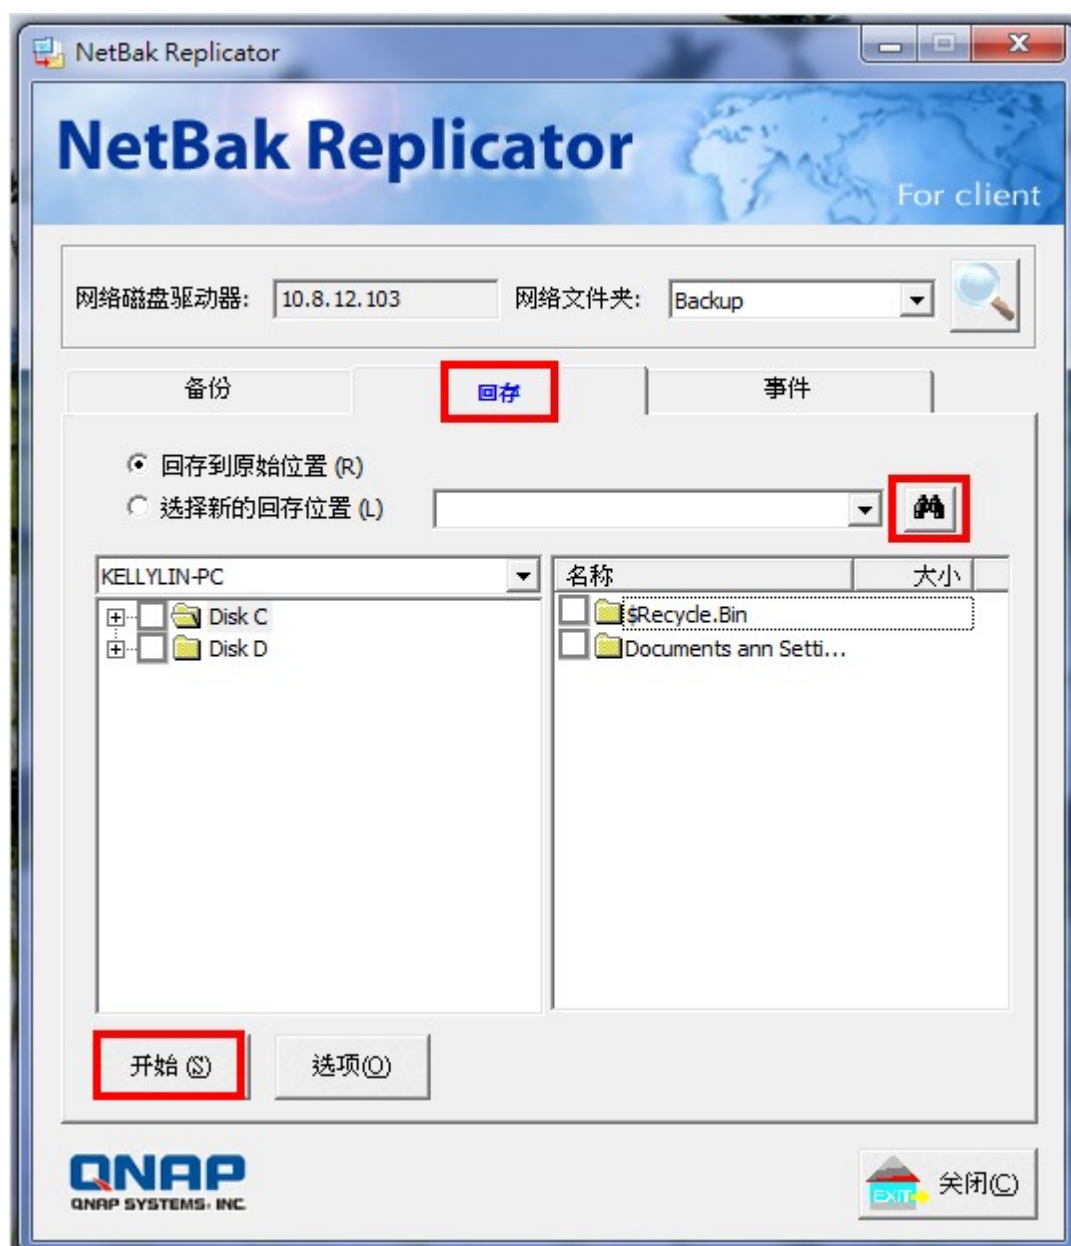 NetBak Replicator
NetBak Replicator
For client
网络磁盘驱动器: 10.8.12.103 网络文件夹: Backup
备份 回存 事件
回存到原始位置 (R)
选择新的回存位置 (L)
KELLYLIN-PC 名称 大小
Disk C $Recycle.Bin
Disk D Documents ann Setti...
开始 (S) 选项(O)
QNAP
QNAP SYSTEMS, INC.
EXIT 关闭(C)